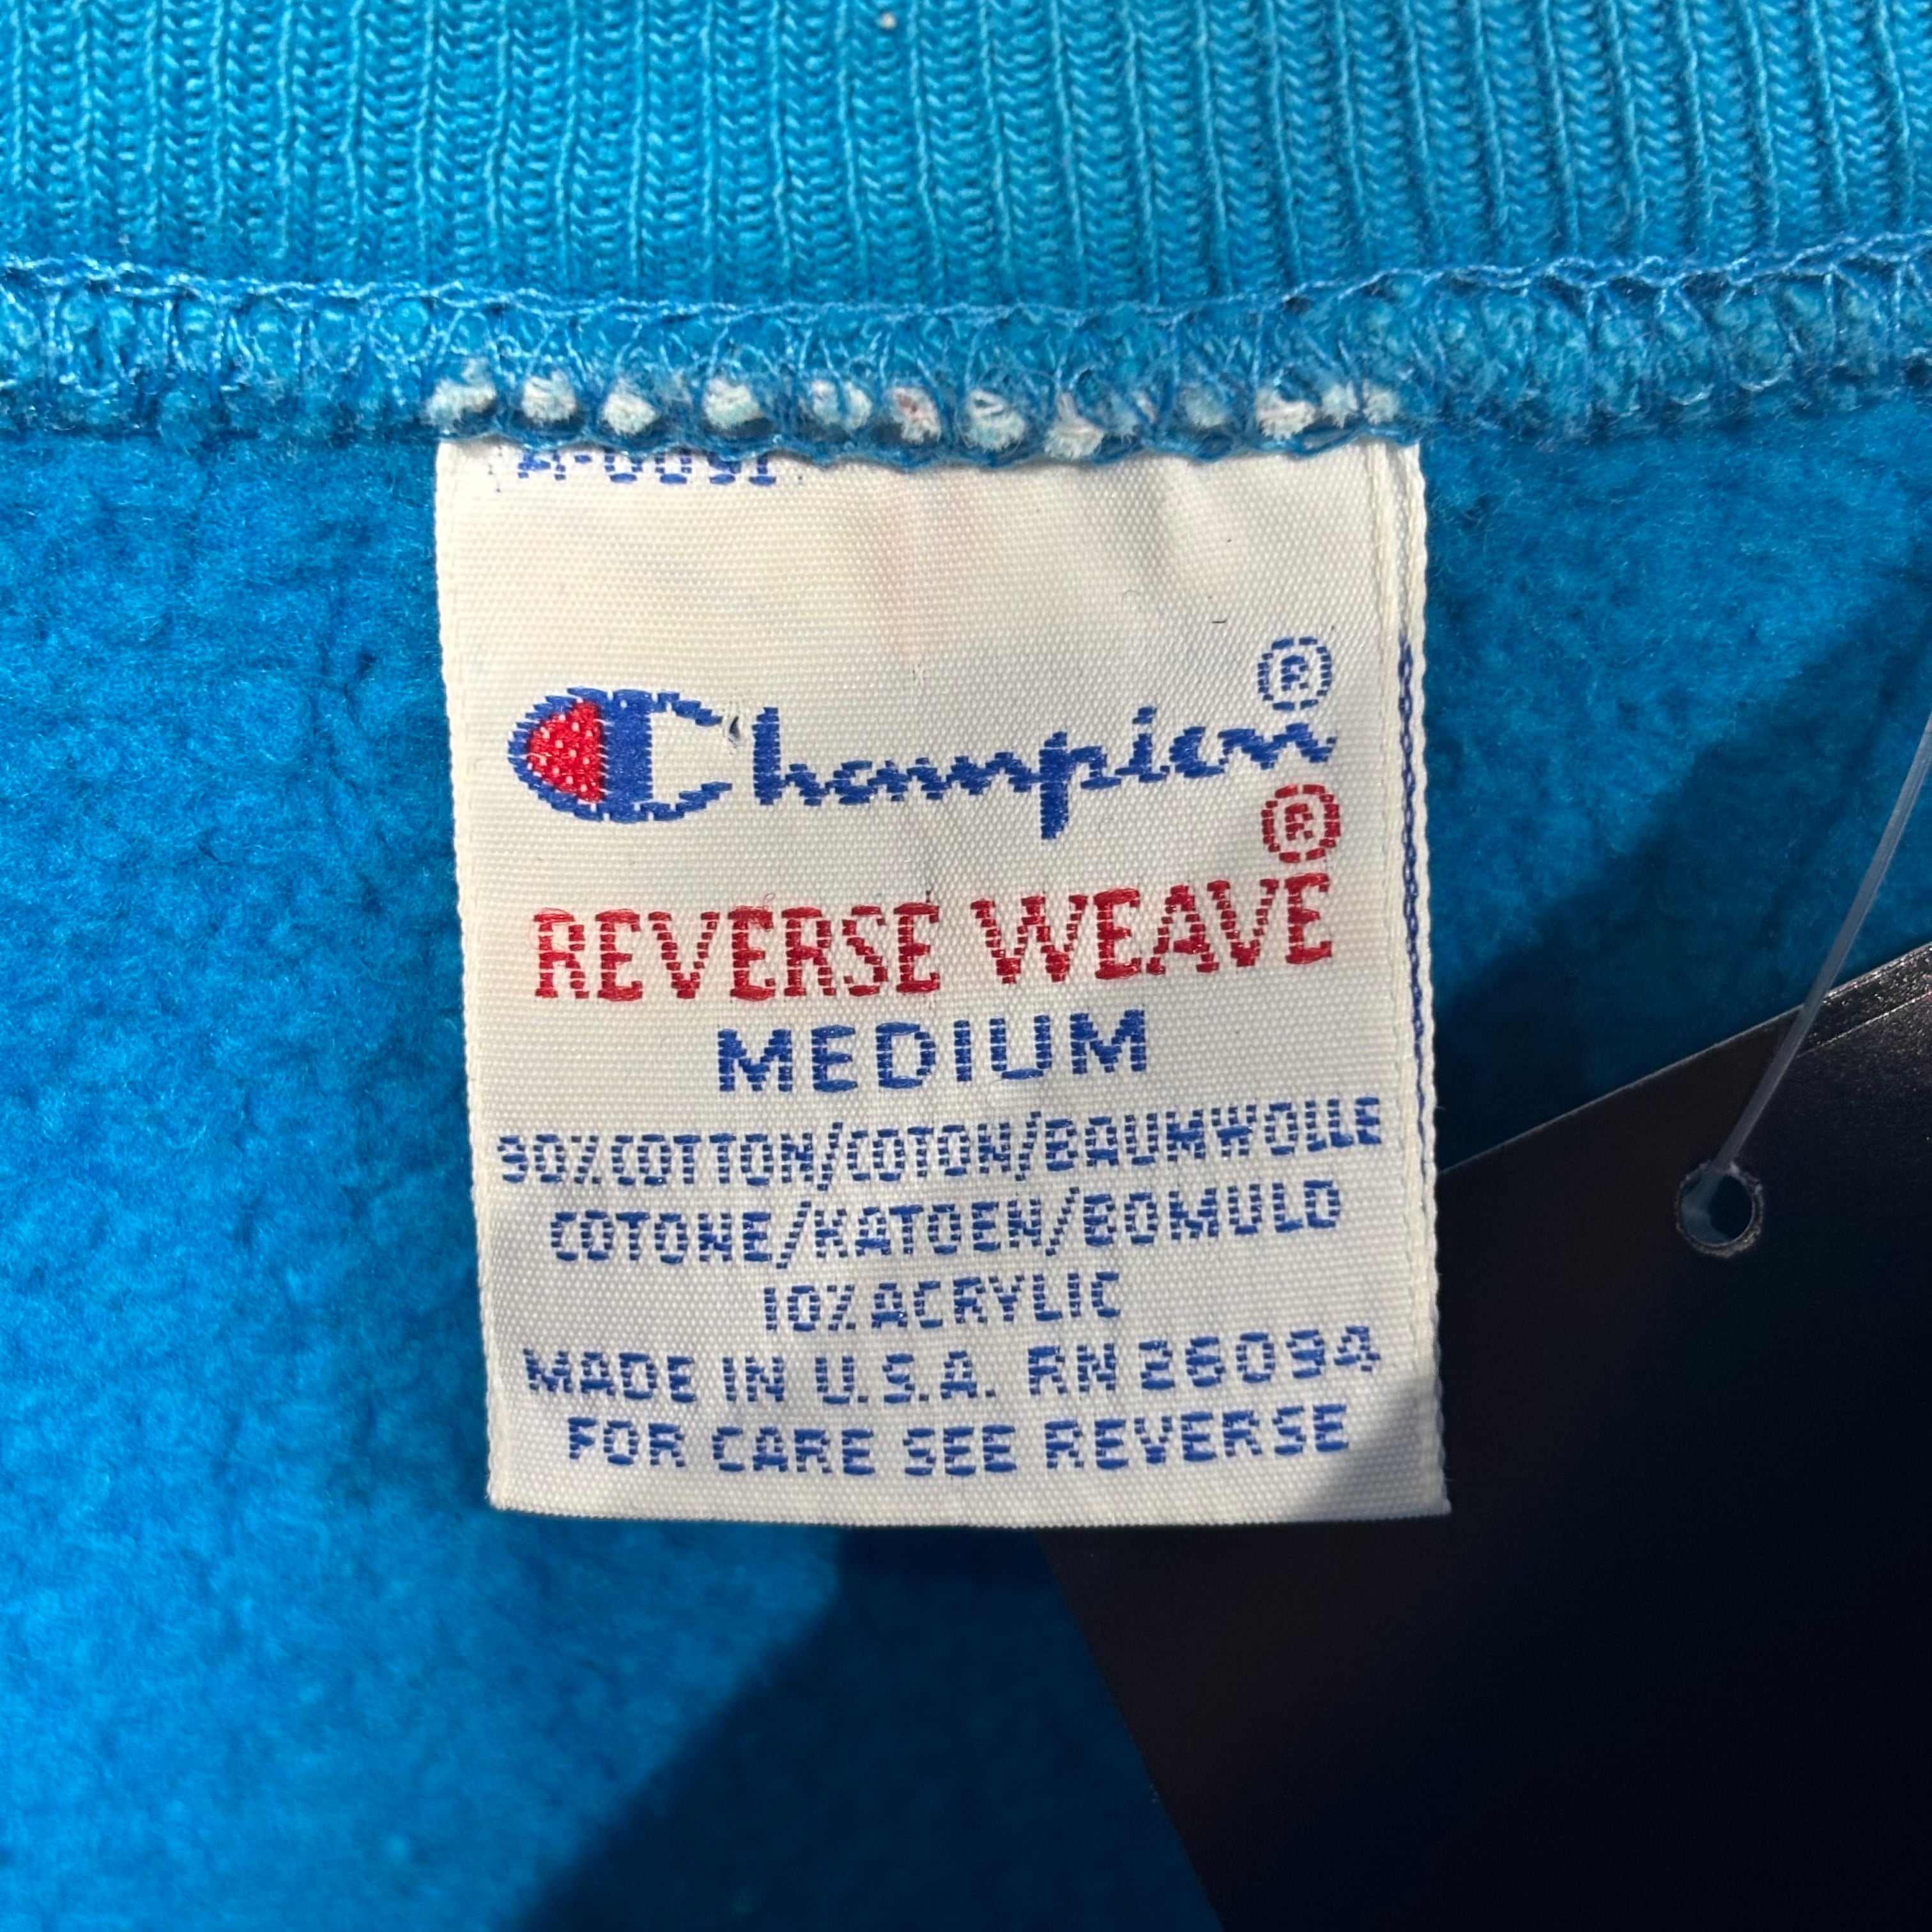 Champion®
®
REVERSE WEAVE
MEDIUM
90% COTTON/COTON/BAUMWOLLE
COTONE/KATOEN/BOMULD
10% ACRYLIC
MADE IN U.S.A. RN 26094
FOR CARE SEE REVERSE